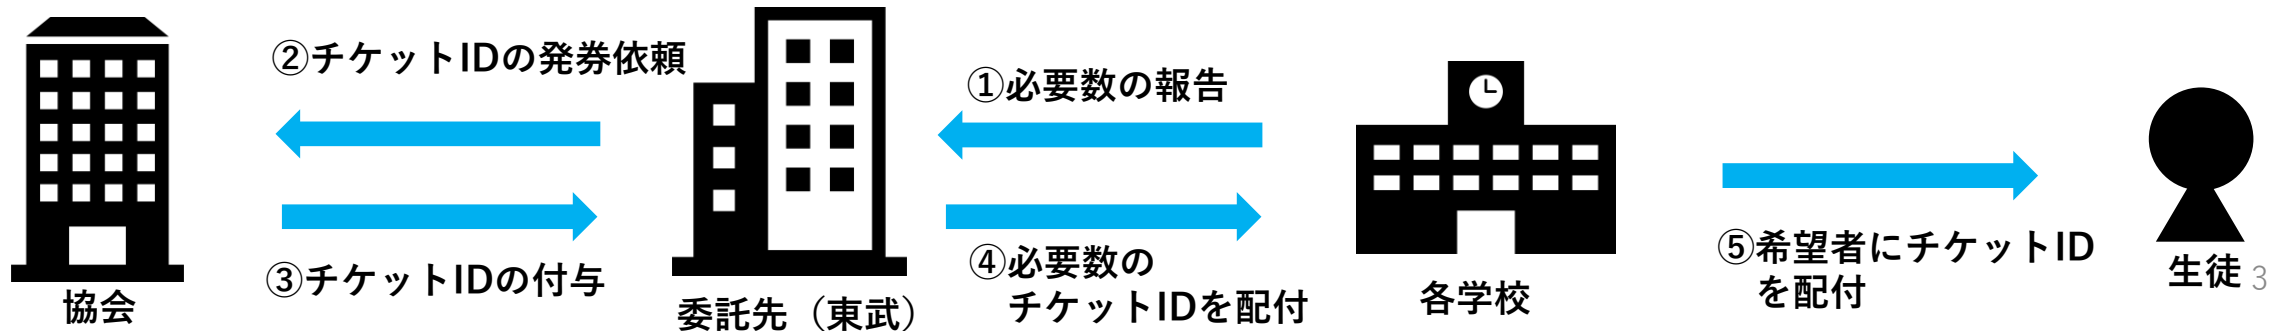 ②チケットIDの発券依頼
③チケットIDの付与
協会
委託先（東武）
①必要数の報告
④必要数の
チケットIDを配付
各学校
⑤希望者にチケットID
を配付
生徒
3